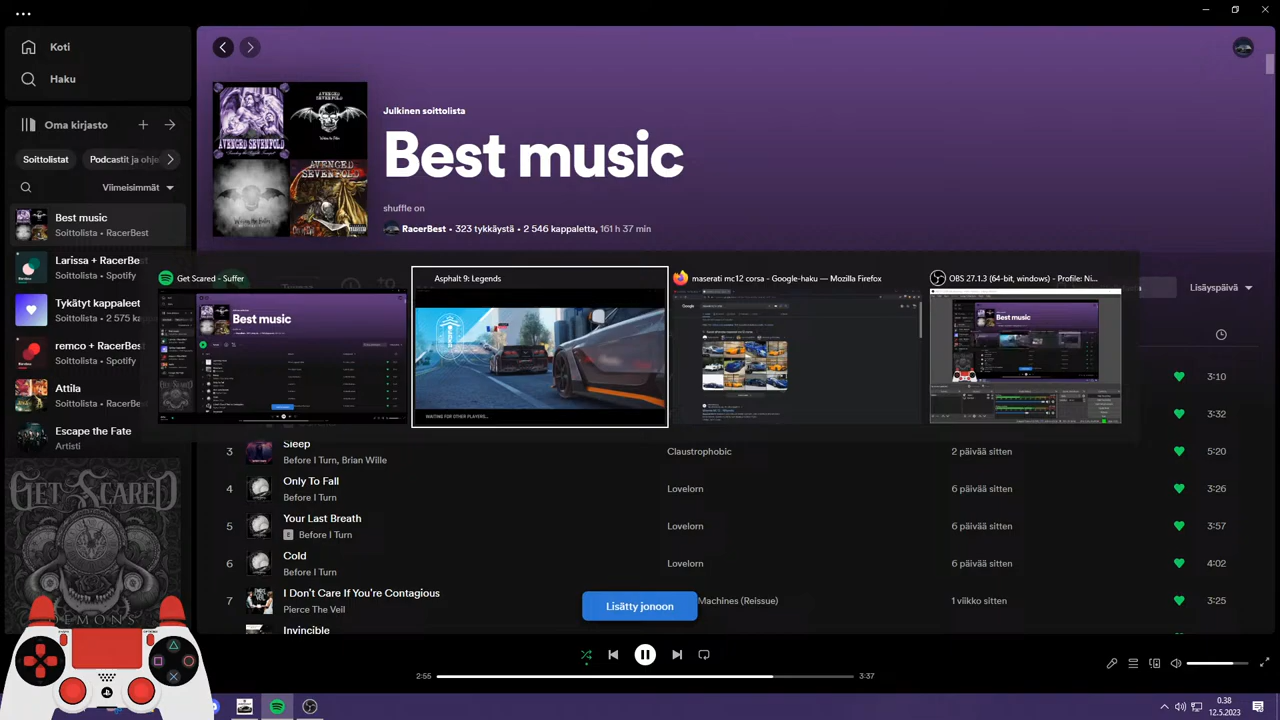 Koti
Haku
Oma kirjasto
Soittolistat
Podcastit ja ohje
Viimeisimmät
Best music
Soittolista • RacerBest
Larissa + RacerBe
Soittolista • Spotify
Tykätyt kappaleet
Soittolista • 2 575 k
+ RacerBes
Soittolista • Spotify
Attila
Soittolista • RacerBe
Escape the Fate
Artisti
GET SCARED
DEMONS
Julkinen soittolista
Best music
shuffle on
RacerBest • 323 tykkäystä • 2 546 kappaletta, 161 h 37 min
Lisäyspäivä
Get Scared - Suffer
Asphalt 9: Legends
WAITING FOR OTHER PLAYERS...
maserati mc12 corsa - Google-haku — Mozilla Firefox
OBS 27.1.3 (64-bit, windows) - Profile: Ni...
Best music
Best music
3:10
3:32
3
Sleep
Before I Turn, Brian Wille
Claustrophobic
2 päivää sitten
5:20
4
Only To Fall
Before I Turn
Lovelorn
6 päivää sitten
3:26
5
Your Last Breath
E Before I Turn
Lovelorn
6 päivää sitten
3:57
6
Cold
Before I Turn
Lovelorn
6 päivää sitten
4:02
7
I Don't Care If You're Contagious
Pierce The Veil
Machines (Reissue)
1 viikko sitten
3:25
Invincible
Lisätty jonoon
2:55
3:37
0.38
12.5.2023